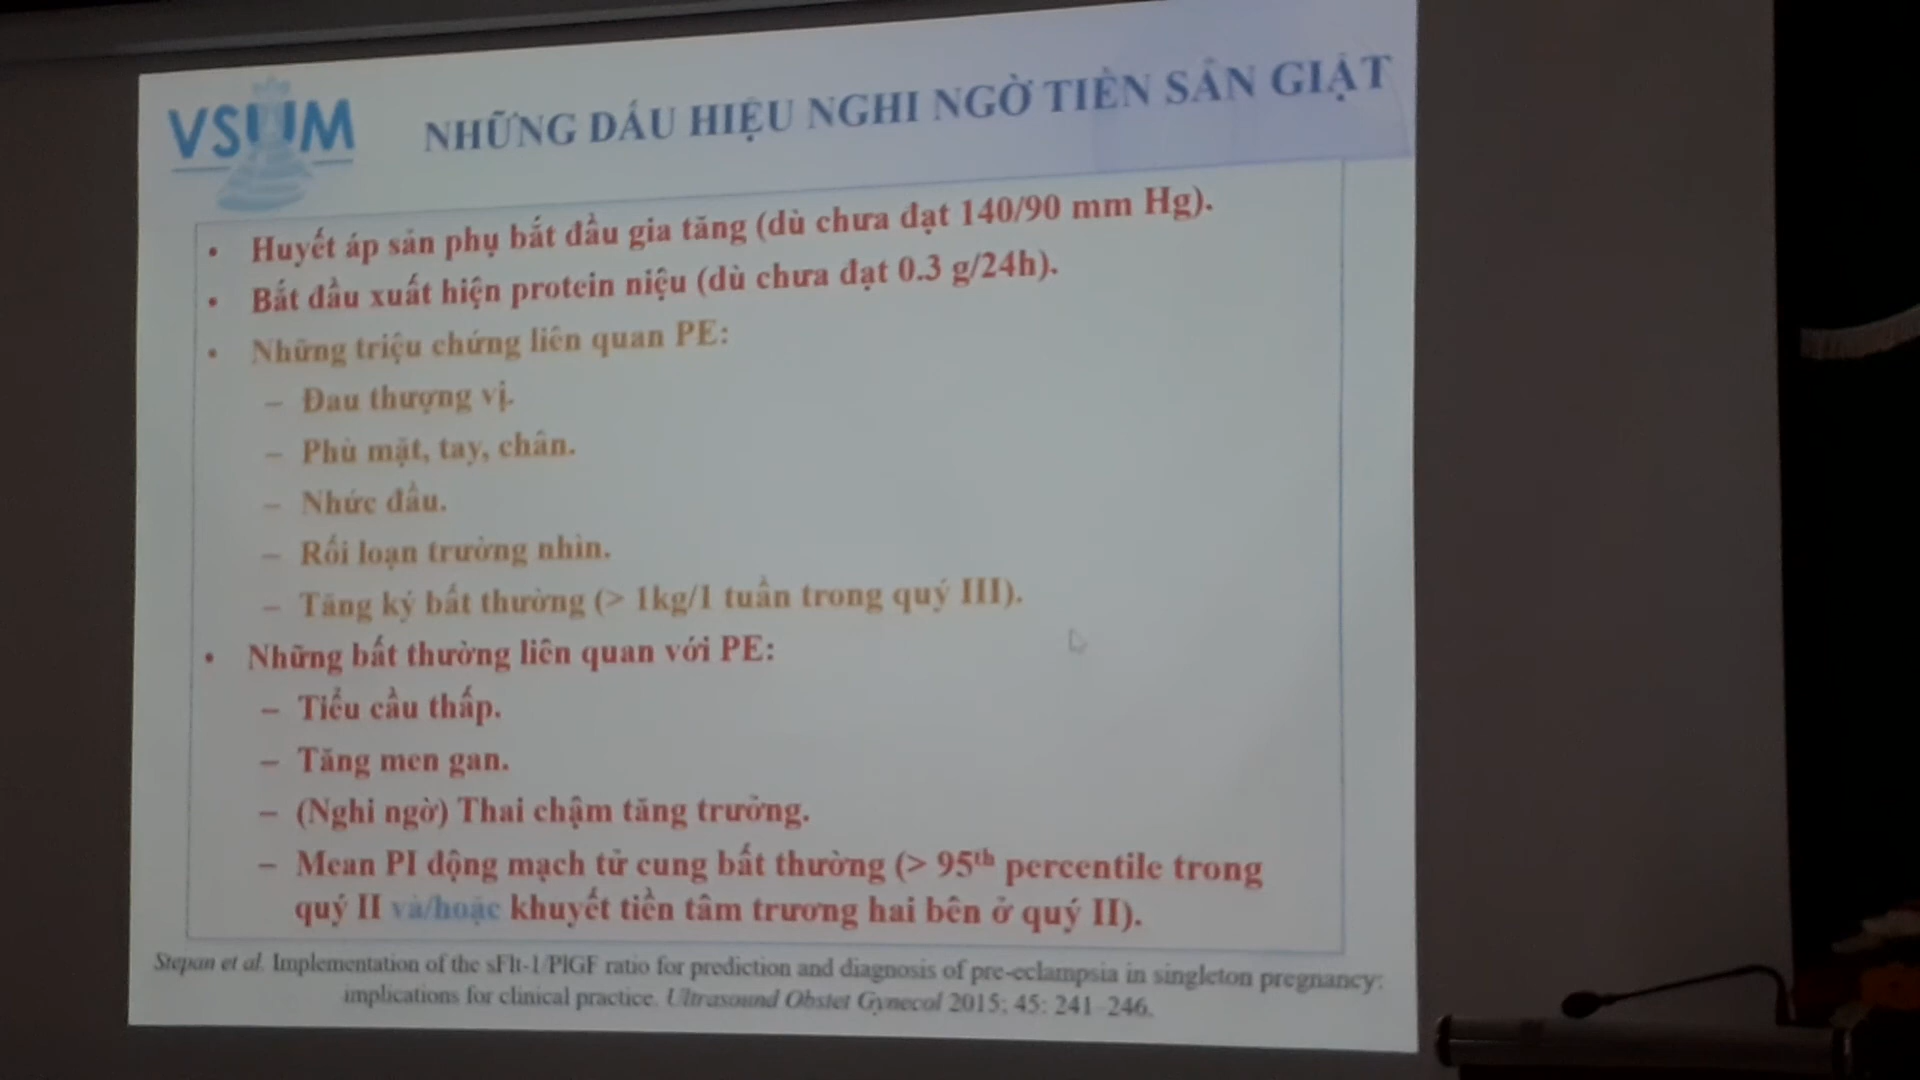 VSUM
NHỮNG DẤU HIỆU NGHI NGỜ TIỀN SẢN GIẬT
• Huyết áp sản phụ bắt đầu gia tăng (dù chưa đạt 140/90 mm Hg).
• Bắt đầu xuất hiện protein niệu (dù chưa đạt 0.3 g/24h).
• Những triệu chứng liên quan PE:
– Đau thượng vị.
– Phù mặt, tay, chân.
– Nhức đầu.
– Rối loạn trường nhìn.
– Tăng ký bất thường (> 1kg/1 tuần trong quý III).
• Những bất thường liên quan với PE:
– Tiểu cầu thấp.
– Tăng men gan.
– (Nghi ngờ) Thai chậm tăng trưởng.
– Mean PI động mạch tử cung bất thường (> 95th percentile trong
quý II và/hoặc khuyết tiền tâm trương hai bên ở quý II).
Stepan et al. Implementation of the sFlt-1/PlGF ratio for prediction and diagnosis of pre-eclampsia in singleton pregnancy:
implications for clinical practice. Ultrasound Obstet Gynecol 2015; 45: 241–246.